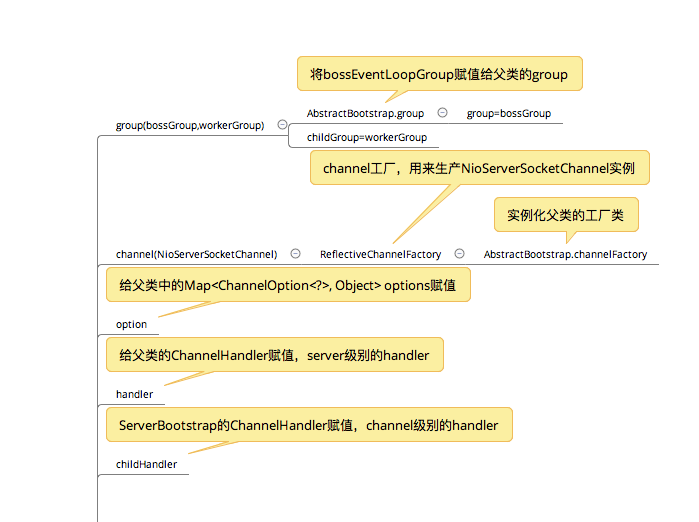 将bossEventLoopGroup赋值给父类的group
group(bossGroup,workerGroup)
AbstractBootstrap.group
group=bossGroup
childGroup=workerGroup
channel工厂，用来生产NioServerSocketChannel实例
实例化父类的工厂类
channel(NioServerSocketChannel)
ReflectiveChannelFactory
AbstractBootstrap.channelFactory
给父类中的Map<ChannelOption<?>, Object> options赋值
option
给父类的ChannelHandler赋值，server级别的handler
handler
ServerBootstrap的ChannelHandler赋值，channel级别的handler
childHandler